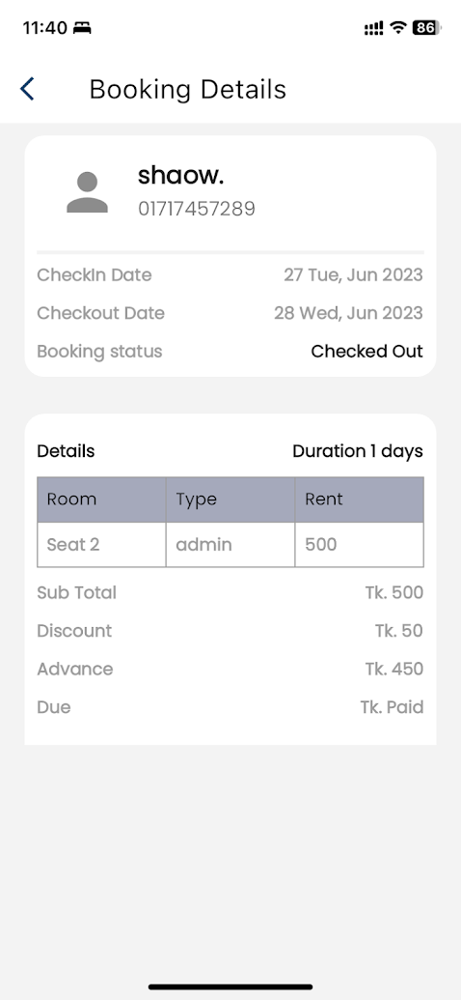 11:40
86
Booking Details
shaow.
01717457289
CheckIn Date 27 Tue, Jun 2023
Checkout Date 28 Wed, Jun 2023
Booking status Checked Out
Details Duration 1 days
Room Type Rent
Seat 2 admin 500
Sub Total Tk. 500
Discount Tk. 50
Advance Tk. 450
Due Tk. Paid